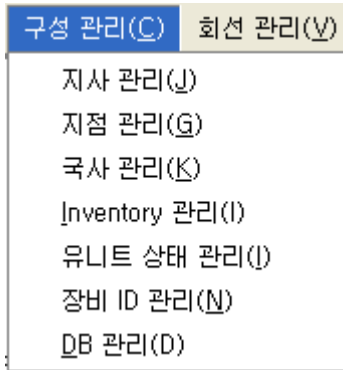 구성 관리(C) 회선 관리(V)
지사 관리(J)
지점 관리(G)
국사 관리(K)
Inventory 관리(I)
유니트 상태 관리(I)
장비 ID 관리(N)
DB 관리(D)